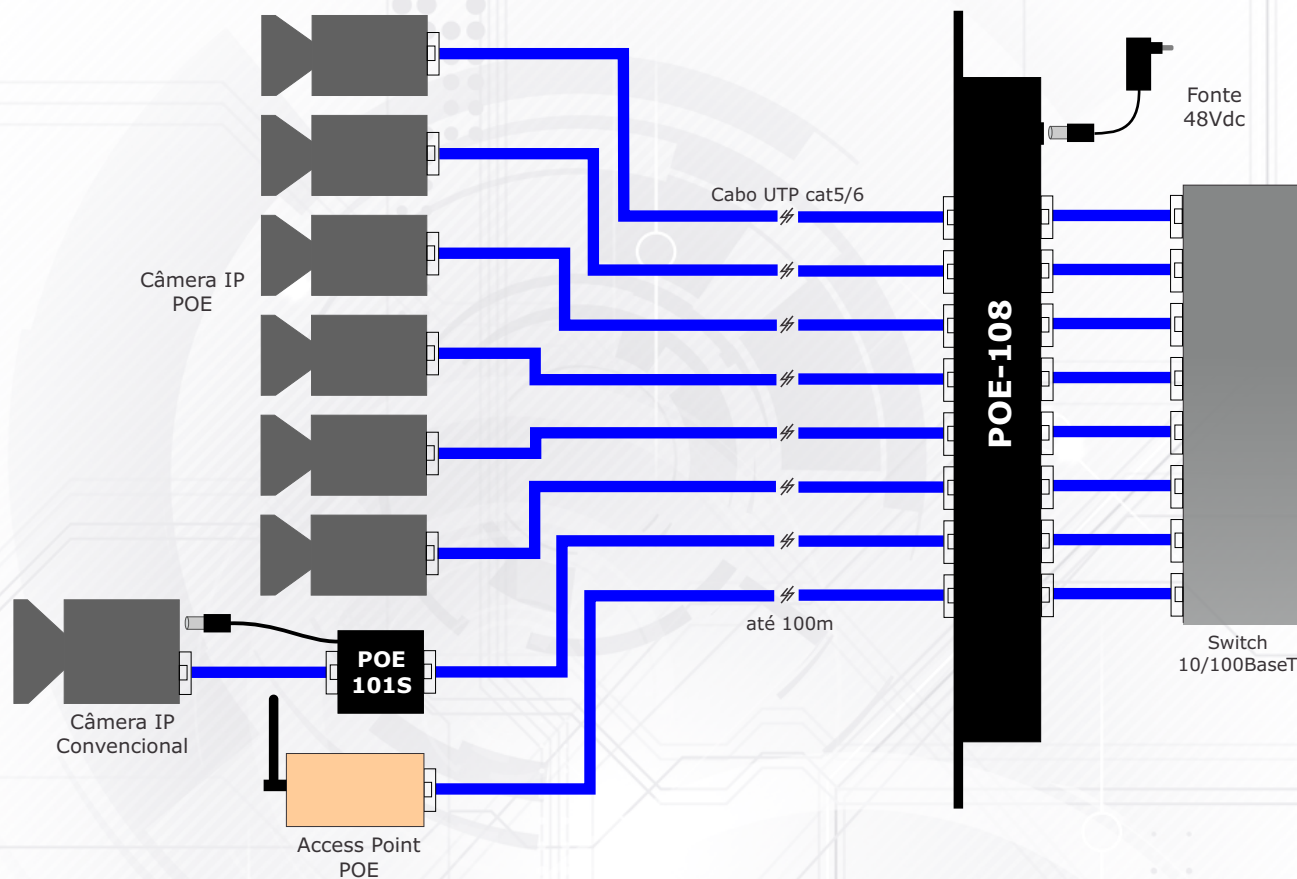 Fonte
48Vdc
Cabo UTP cat5/6
Câmera IP
POE
POE-108
até 100m
Switch
10/100BaseT
POE
101S
Câmera IP
Convencional
Access Point
POE